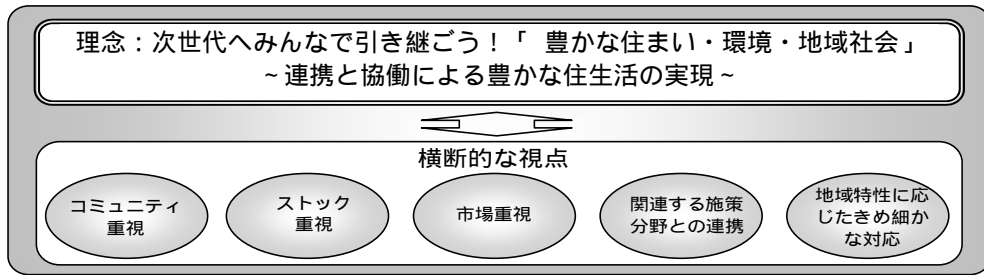 理念：次世代へみんなで引き継ごう！「 豊かな住まい・環境・地域社会」
~連携と協働による豊かな住生活の実現~
横断的な視点
コミュニティ
重視
ストック
重視
市場重視
関連する施策
分野との連携
地域特性に応
じたきめ細か
な対応